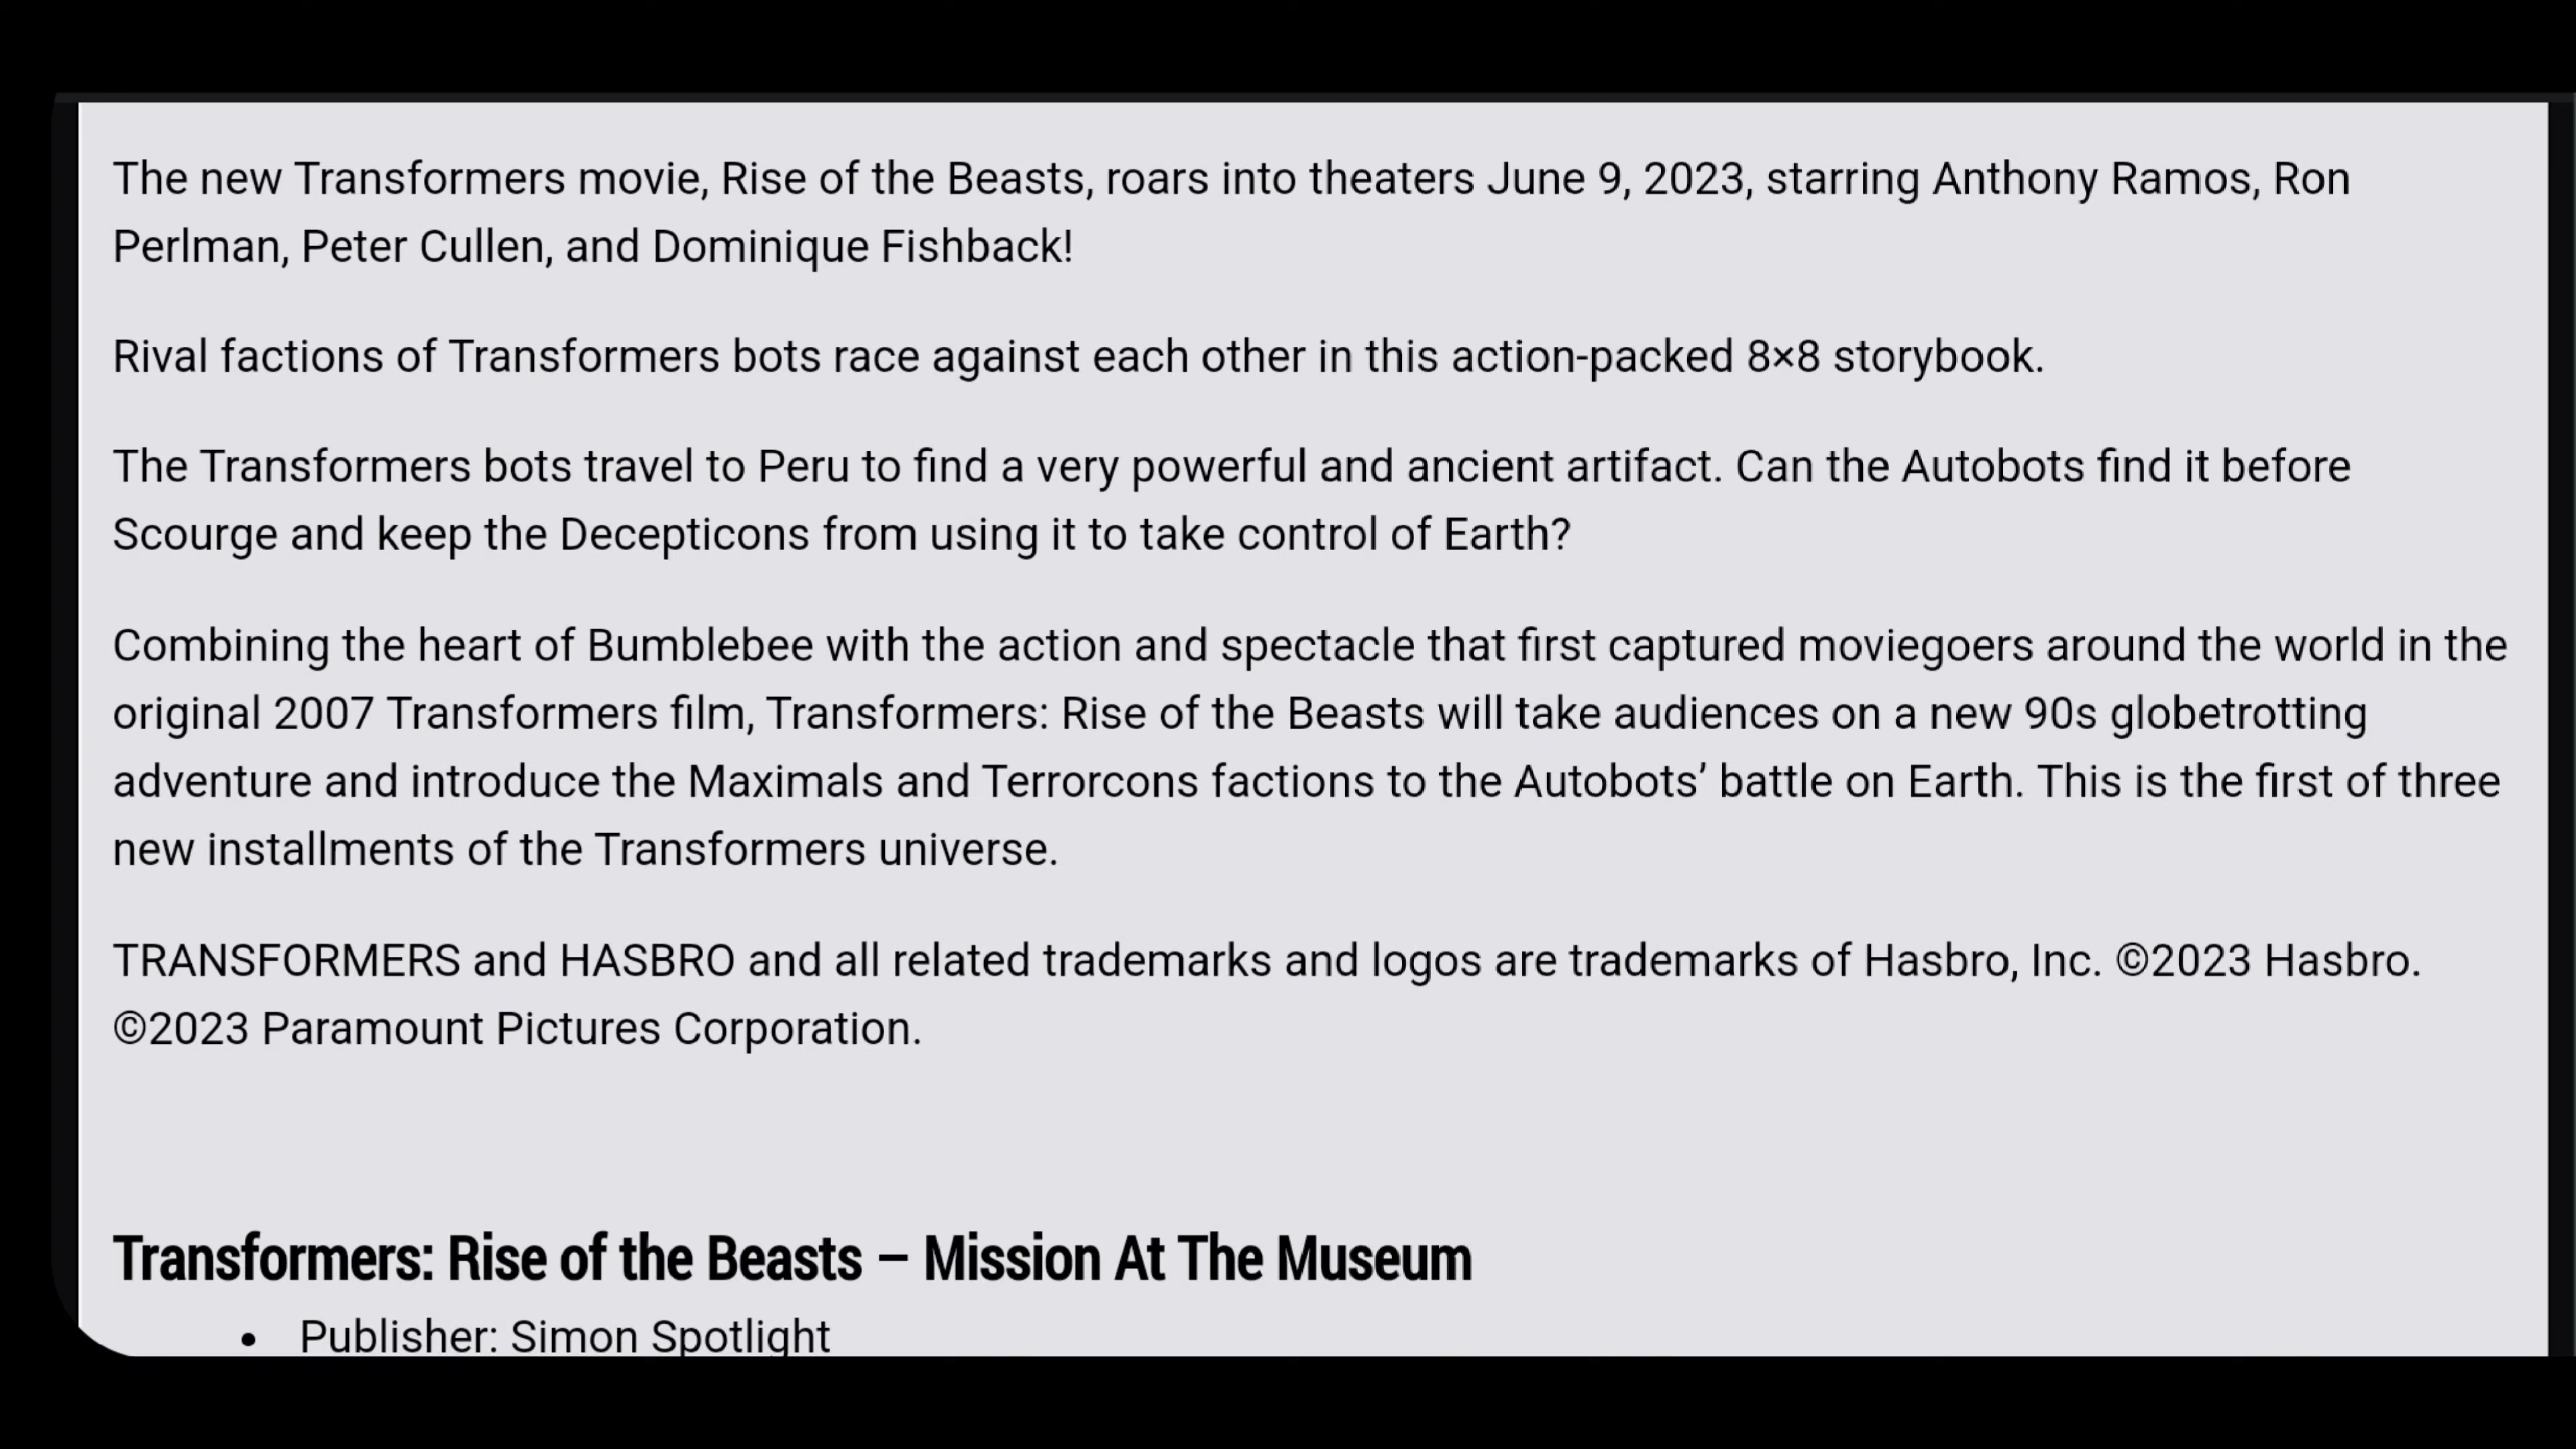 The new Transformers movie, Rise of the Beasts, roars into theaters June 9, 2023, starring Anthony Ramos, Ron
Perlman, Peter Cullen, and Dominique Fishback!
Rival factions of Transformers bots race against each other in this action-packed 8×8 storybook.
The Transformers bots travel to Peru to find a very powerful and ancient artifact. Can the Autobots find it before
Scourge and keep the Decepticons from using it to take control of Earth?
Combining the heart of Bumblebee with the action and spectacle that first captured moviegoers around the world in the
original 2007 Transformers film, Transformers: Rise of the Beasts will take audiences on a new 90s globetrotting
adventure and introduce the Maximals and Terrorcons factions to the Autobots’ battle on Earth. This is the first of three
new installments of the Transformers universe.
TRANSFORMERS and HASBRO and all related trademarks and logos are trademarks of Hasbro, Inc. ©2023 Hasbro.
©2023 Paramount Pictures Corporation.
Transformers: Rise of the Beasts – Mission At The Museum
• Publisher: Simon Spotlight